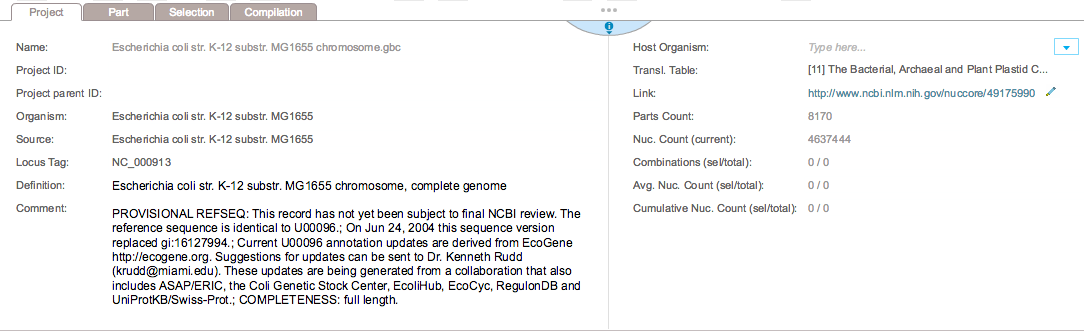 Project Part Selection Compilation
Name: Escherichia coli str. K-12 substr. MG1655 chromosome.gbc
Project ID:
Project parent ID:
Organism: Escherichia coli str. K-12 substr. MG1655
Source: Escherichia coli str. K-12 substr. MG1655
Locus Tag: NC_000913
Definition: Escherichia coli str. K-12 substr. MG1655 chromosome, complete genome
Comment: PROVISIONAL REFSEQ: This record has not yet been subject to final NCBI review. The
reference sequence is identical to U00096.; On Jun 24, 2004 this sequence version
replaced gi:16127994.; Current U00096 annotation updates are derived from EcoGene
http://ecogene.org. Suggestions for updates can be sent to Dr. Kenneth Rudd
(krudd@miami.edu). These updates are being generated from a collaboration that also
includes ASAP/ERIC, the Coli Genetic Stock Center, EcoliHub, EcoCyc, RegulonDB and
UniProtKB/Swiss-Prot.; COMPLETENESS: full length.
Host Organism: Type here...
Transl. Table: [11] The Bacterial, Archaeal and Plant Plastid C...
Link: http://www.ncbi.nlm.nih.gov/nuccore/49175990
Parts Count: 8170
Nuc. Count (current): 4637444
Combinations (sel/total): 0 / 0
Avg. Nuc. Count (sel/total): 0 / 0
Cumulative Nuc. Count (sel/total): 0 / 0